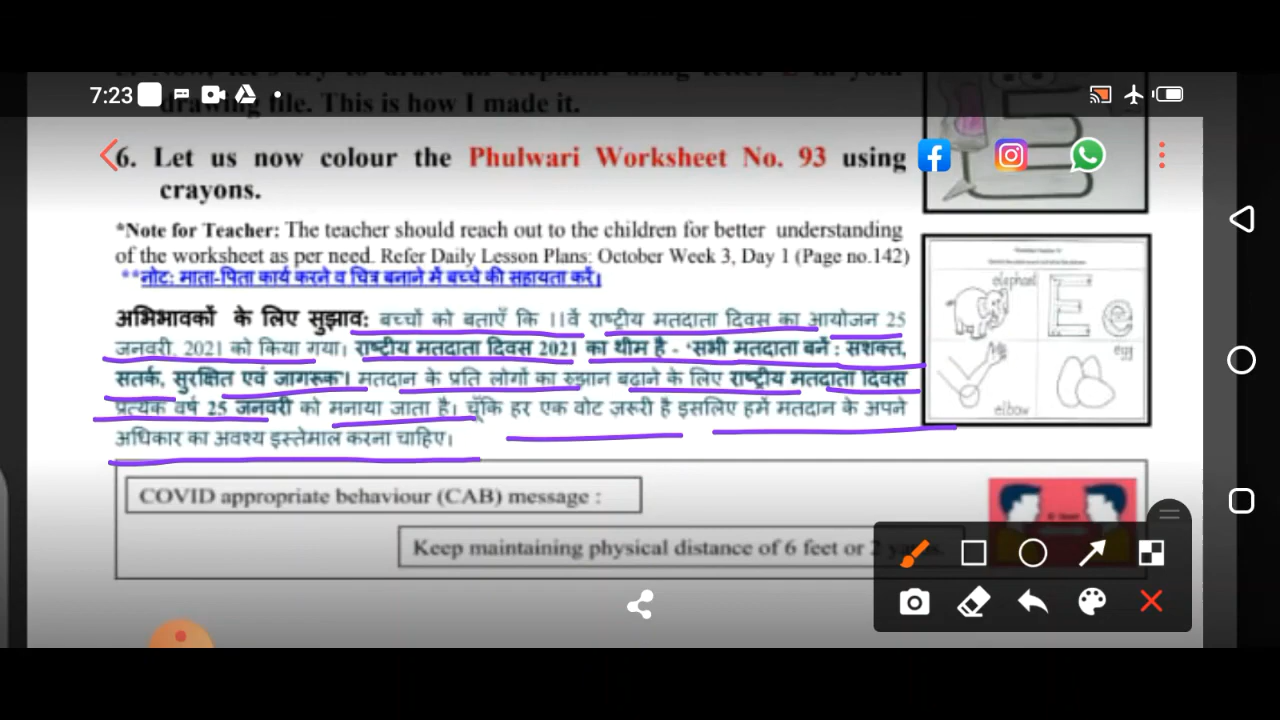 7:23
drawing file. This is how I made it.
6. Let us now colour the Phulwari Worksheet No. 93 using
crayons.
*Note for Teacher: The teacher should reach out to the children for better understanding
of the worksheet as per need. Refer Daily Lesson Plans: October Week 3, Day 1 (Page no.142)
**नोट: माता-पिता कार्य करने व चित्र बनाने में बच्चे की सहायता करें।
अभिभावकों के लिए सुझाव: बच्चों को बताएँ कि 11वें राष्ट्रीय मतदाता दिवस का आयोजन 25
जनवरी, 2021 को किया गया। राष्ट्रीय मतदाता दिवस 2021 का थीम है - 'सभी मतदाता बनें : सशक्त,
सतर्क, सुरक्षित एवं जागरूक'। मतदान के प्रति लोगों का रुझान बढ़ाने के लिए राष्ट्रीय मतदाता दिवस
प्रत्येक वर्ष 25 जनवरी को मनाया जाता है। चूँकि हर एक वोट ज़रूरी है इसलिए हमें मतदान के अपने
अधिकार का अवश्य इस्तेमाल करना चाहिए।
elephant
E e
egg
elbow
COVID appropriate behaviour (CAB) message :
Keep maintaining physical distance of 6 feet or 2 yards.